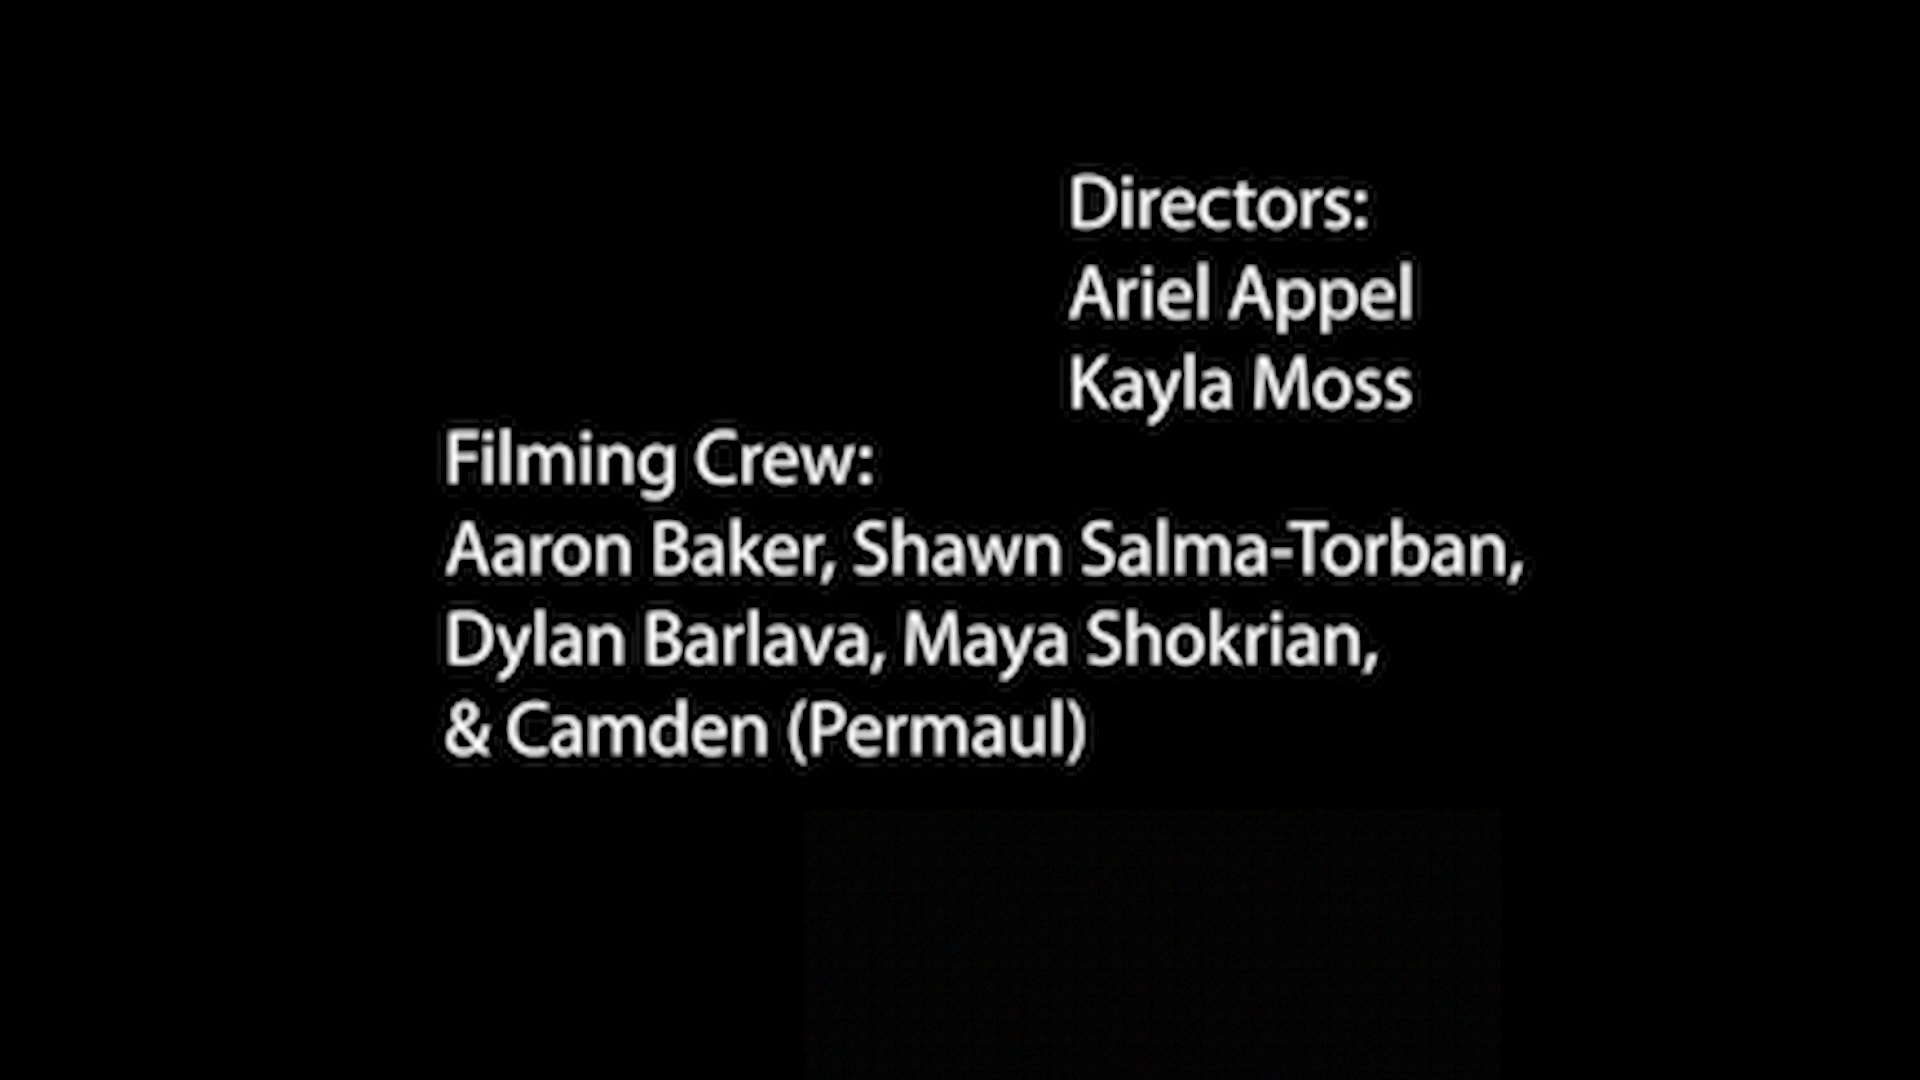 Directors:
Ariel Appel
Kayla Moss
Filming Crew:
Aaron Baker, Shawn Salma-Torban,
Dylan Barlava, Maya Shokrian,
& Camden (Permaul)